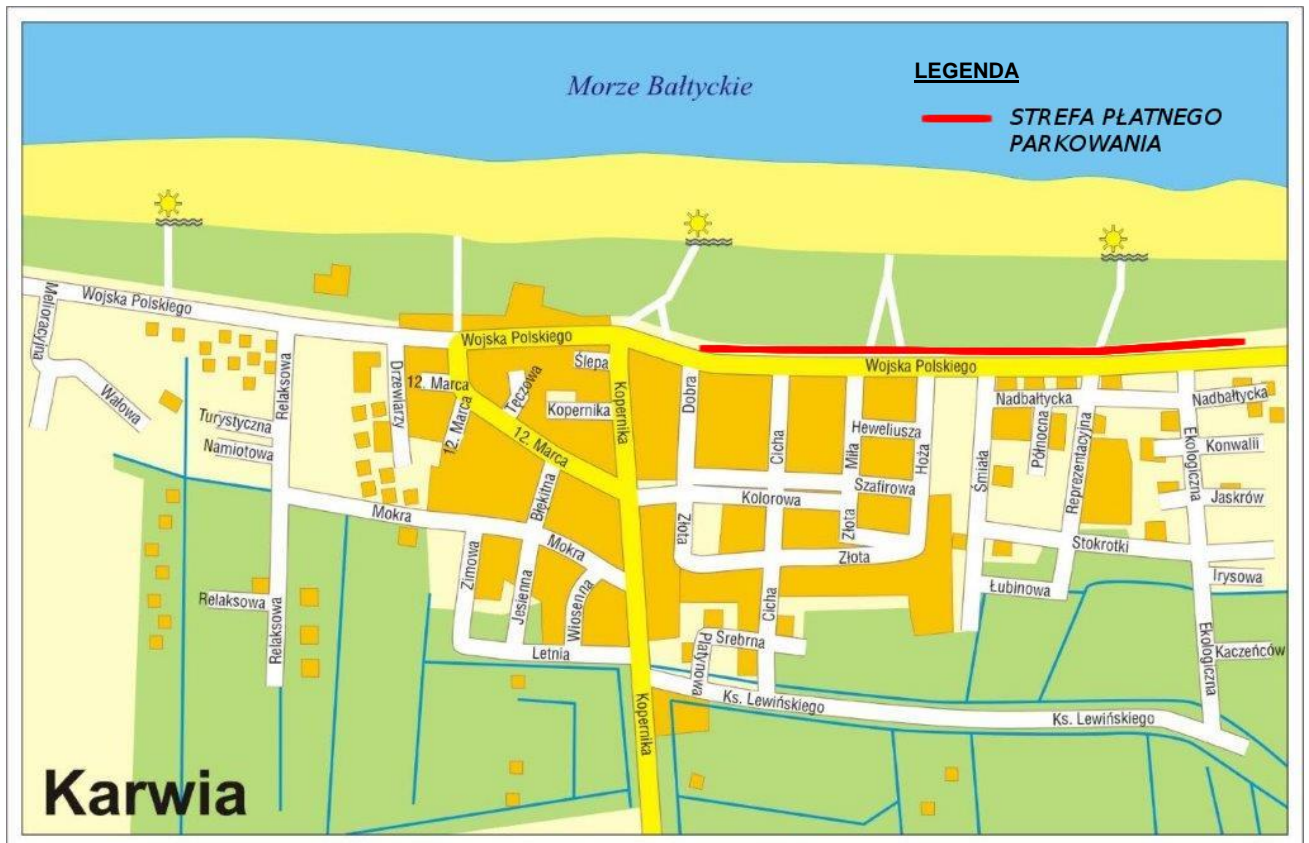 Morze Bałtyckie
LEGENDA
STREFA PŁATNEGO
PARKOWANIA
Wojska Polskiego
Melioracyjna
Wałowa
Relaksowa
Turystyczna
Namiotowa
Drzewiarzy
Wojska Polskiego
12. Marca
12. Marca
12. Marca
Tęczowa
Ślepa
Kopernika
Kopernika
Wojska Polskiego
Dobra
Cicha
Miła
Heweliusza
Hoża
Szafirowa
Kolorowa
Złota
Złota
Złota
Śmiała
Nadbałtycka
Północna
Reprezentacyjna
Nadbałtycka
Ekologiczna
Konwalii
Jaskrów
Stokrotki
Łubinowa
Irysowa
Kaczeńców
Ekologiczna
Mokra
Błękitna
Mokra
Zimowa
Jesienna
Wiosenna
Letnia
Relaksowa
Relaksowa
Cicha
Srebrna
Platynowa
Ks. Lewińskiego
Ks. Lewińskiego
Kopernika
Karwia